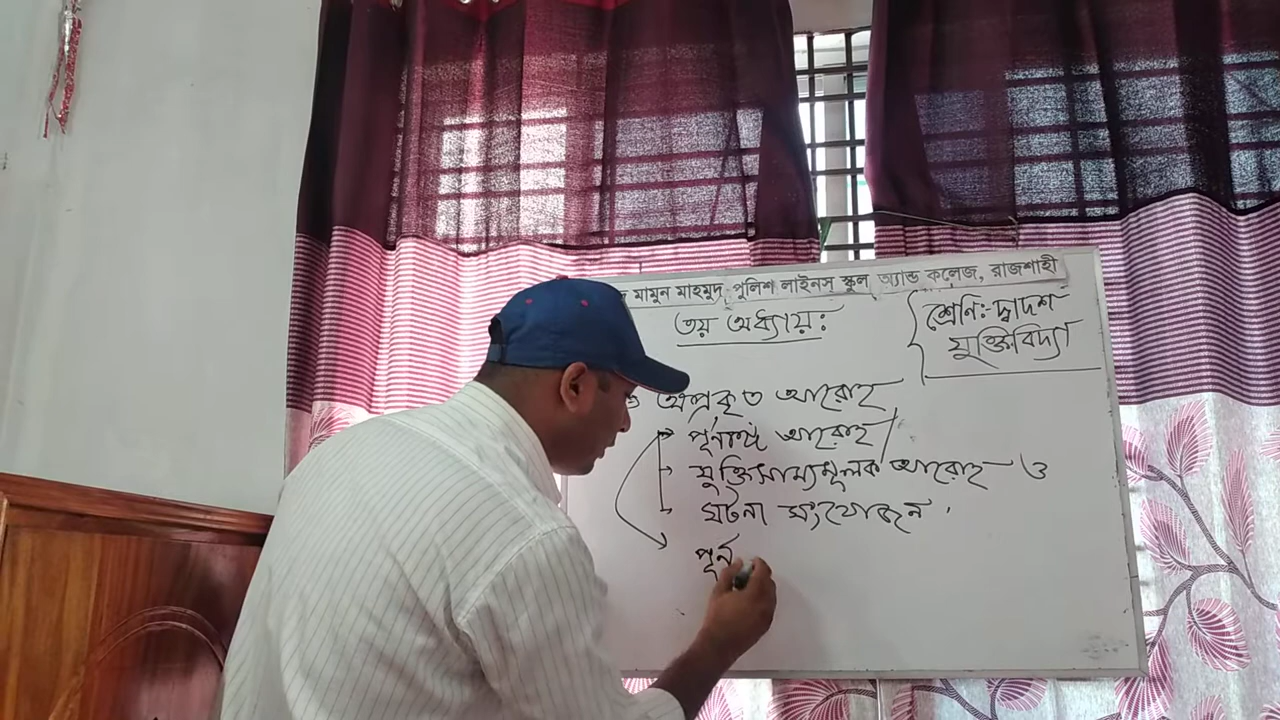 মামুন মাহমুদ পুলিশ লাইনস্ স্কুল অ্যান্ড কলেজ, রাজশাহী
৩য় অধ্যায়ঃ
শ্রেণিঃ- দ্বাদশ
যুক্তিবিদ্যা
অপ্রকৃত আরোহ
পূর্নাঙ্গ আরোহ
যুক্তিসাম্যমূলক আরোহ ও
ঘটনা সংযোজন
পূর্ন